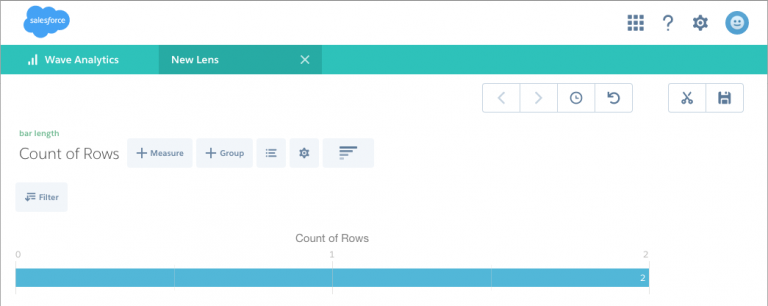 salesforce
?
Wave Analytics
New Lens
bar length
Count of Rows
Measure
Group
Filter
Count of Rows
0 1 2
2